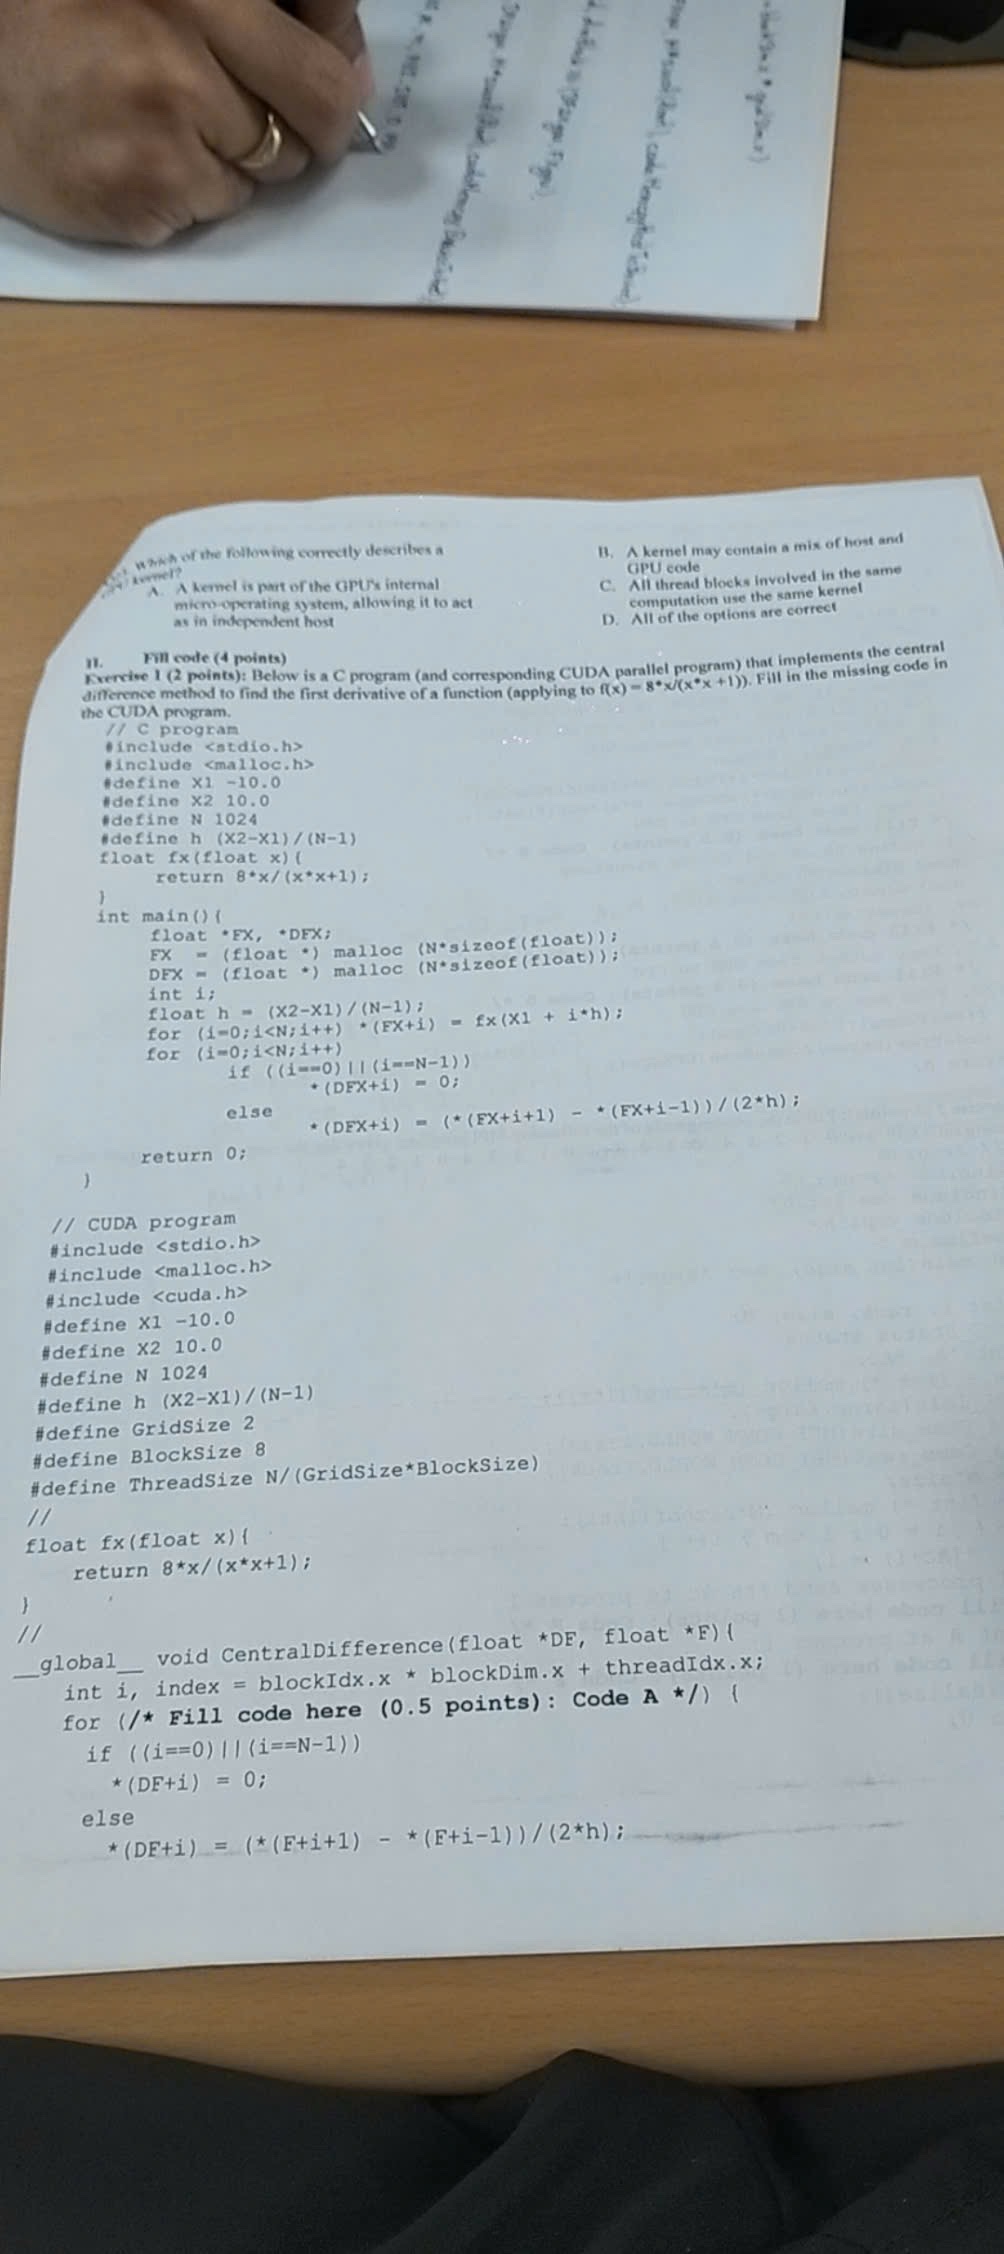 Which of the following correctly describes a
kernel?
A. A kernel is part of the GPU's internal
micro-operating system, allowing it to act
as in independent host
B. A kernel may contain a mix of host and
GPU code
C. All thread blocks involved in the same
computation use the same kernel
D. All of the options are correct
II. Fill code (4 points)
Exercise 1 (2 points): Below is a C program (and corresponding CUDA parallel program) that implements the central
difference method to find the first derivative of a function (applying to f(x) = 8*x/(x*x +1)). Fill in the missing code in
the CUDA program.
// C program
#include <stdio.h>
#include <malloc.h>
#define X1 -10.0
#define X2 10.0
#define N 1024
#define h (X2-X1)/(N-1)
float fx(float x){
return 8*x/(x*x+1);
}
int main(){
float *FX, *DFX;
FX = (float *) malloc (N*sizeof(float));
DFX = (float *) malloc (N*sizeof(float));
int i;
float h = (X2-X1)/(N-1);
for (i=0;i<N;i++) *(FX+i) = fx(X1 + i*h);
for (i=0;i<N;i++)
if ((i==0)||(i==N-1))
*(DFX+i) = 0;
else
*(DFX+i) = (*(FX+i+1) - *(FX+i-1))/(2*h);
return 0;
}
// CUDA program
#include <stdio.h>
#include <malloc.h>
#include <cuda.h>
#define X1 -10.0
#define X2 10.0
#define N 1024
#define h (X2-X1)/(N-1)
#define GridSize 2
#define BlockSize 8
#define ThreadSize N/(GridSize*BlockSize)
//
float fx(float x){
return 8*x/(x*x+1);
}
//
__global__ void CentralDifference(float *DF, float *F){
int i, index = blockIdx.x * blockDim.x + threadIdx.x;
for (/* Fill code here (0.5 points): Code A */) {
if ((i==0)||(i==N-1))
*(DF+i) = 0;
else
*(DF+i) = (*(F+i+1) - *(F+i-1))/(2*h);